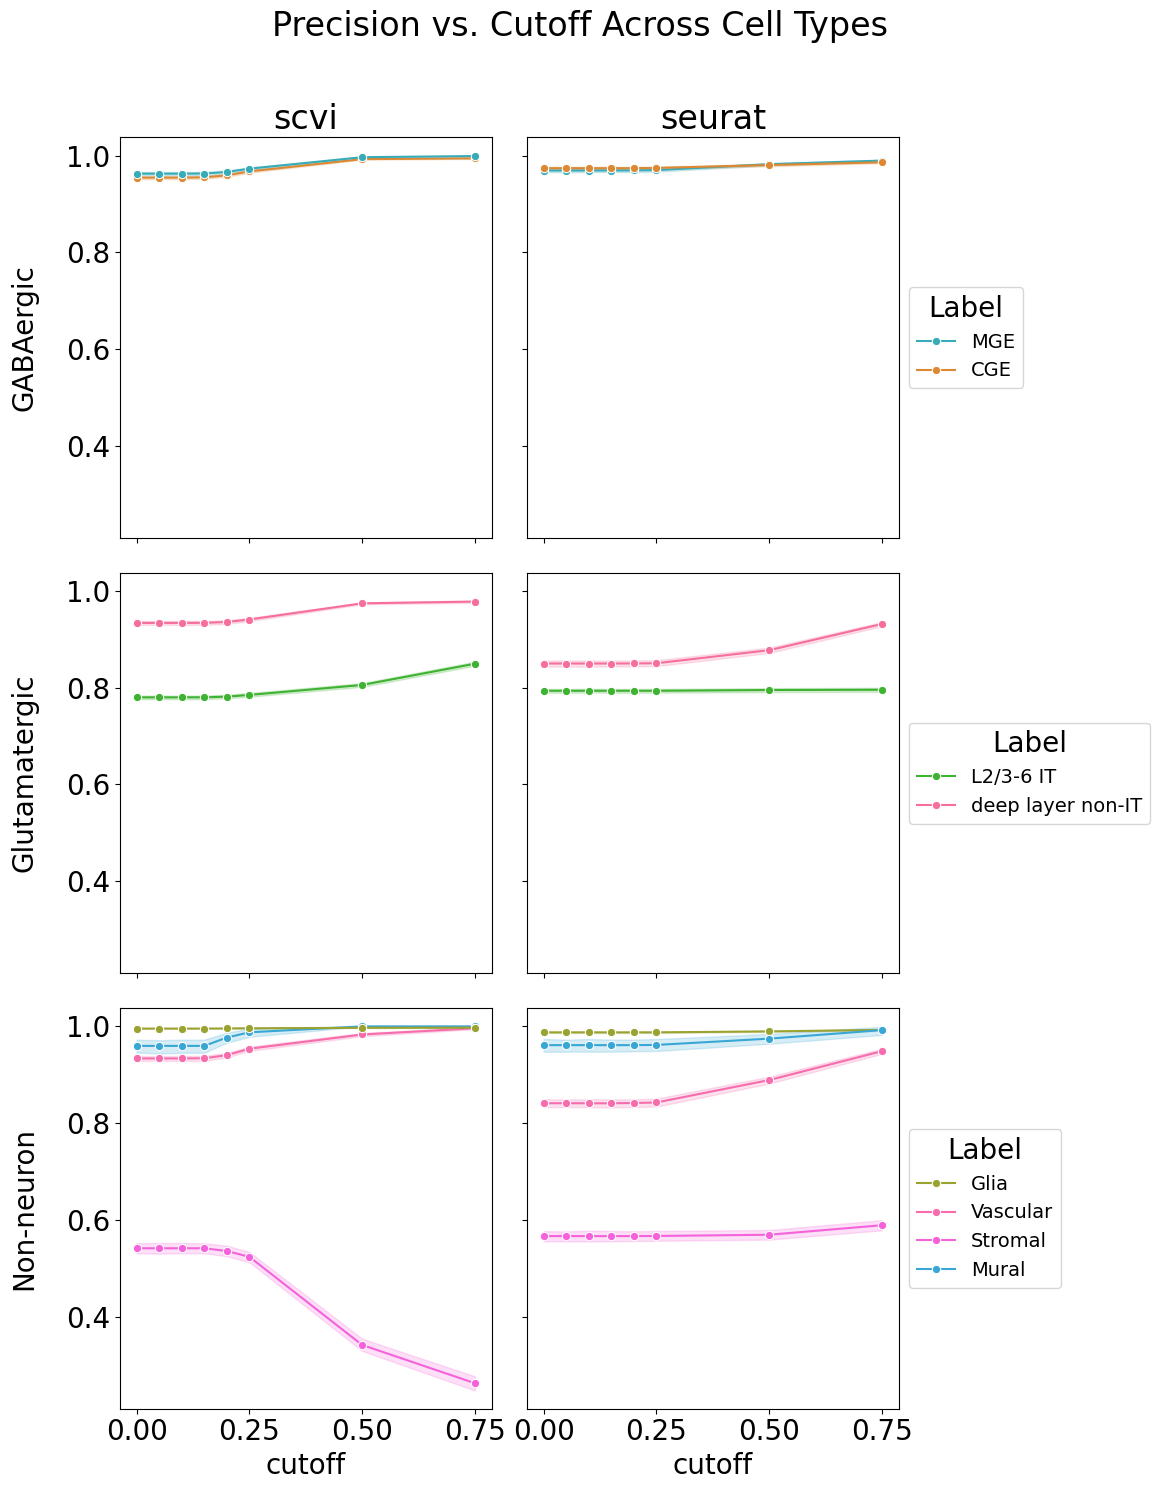 Precision vs. Cutoff Across Cell Types
scvi
seurat
GABAergic
1.0
0.8
0.6
0.4
Label
MGE
CGE
Glutamatergic
1.0
0.8
0.6
0.4
Label
L2/3-6 IT
deep layer non-IT
Non-neuron
1.0
0.8
0.6
0.4
Label
Glia
Vascular
Stromal
Mural
0.00 0.25 0.50 0.75
0.00 0.25 0.50 0.75
cutoff
cutoff